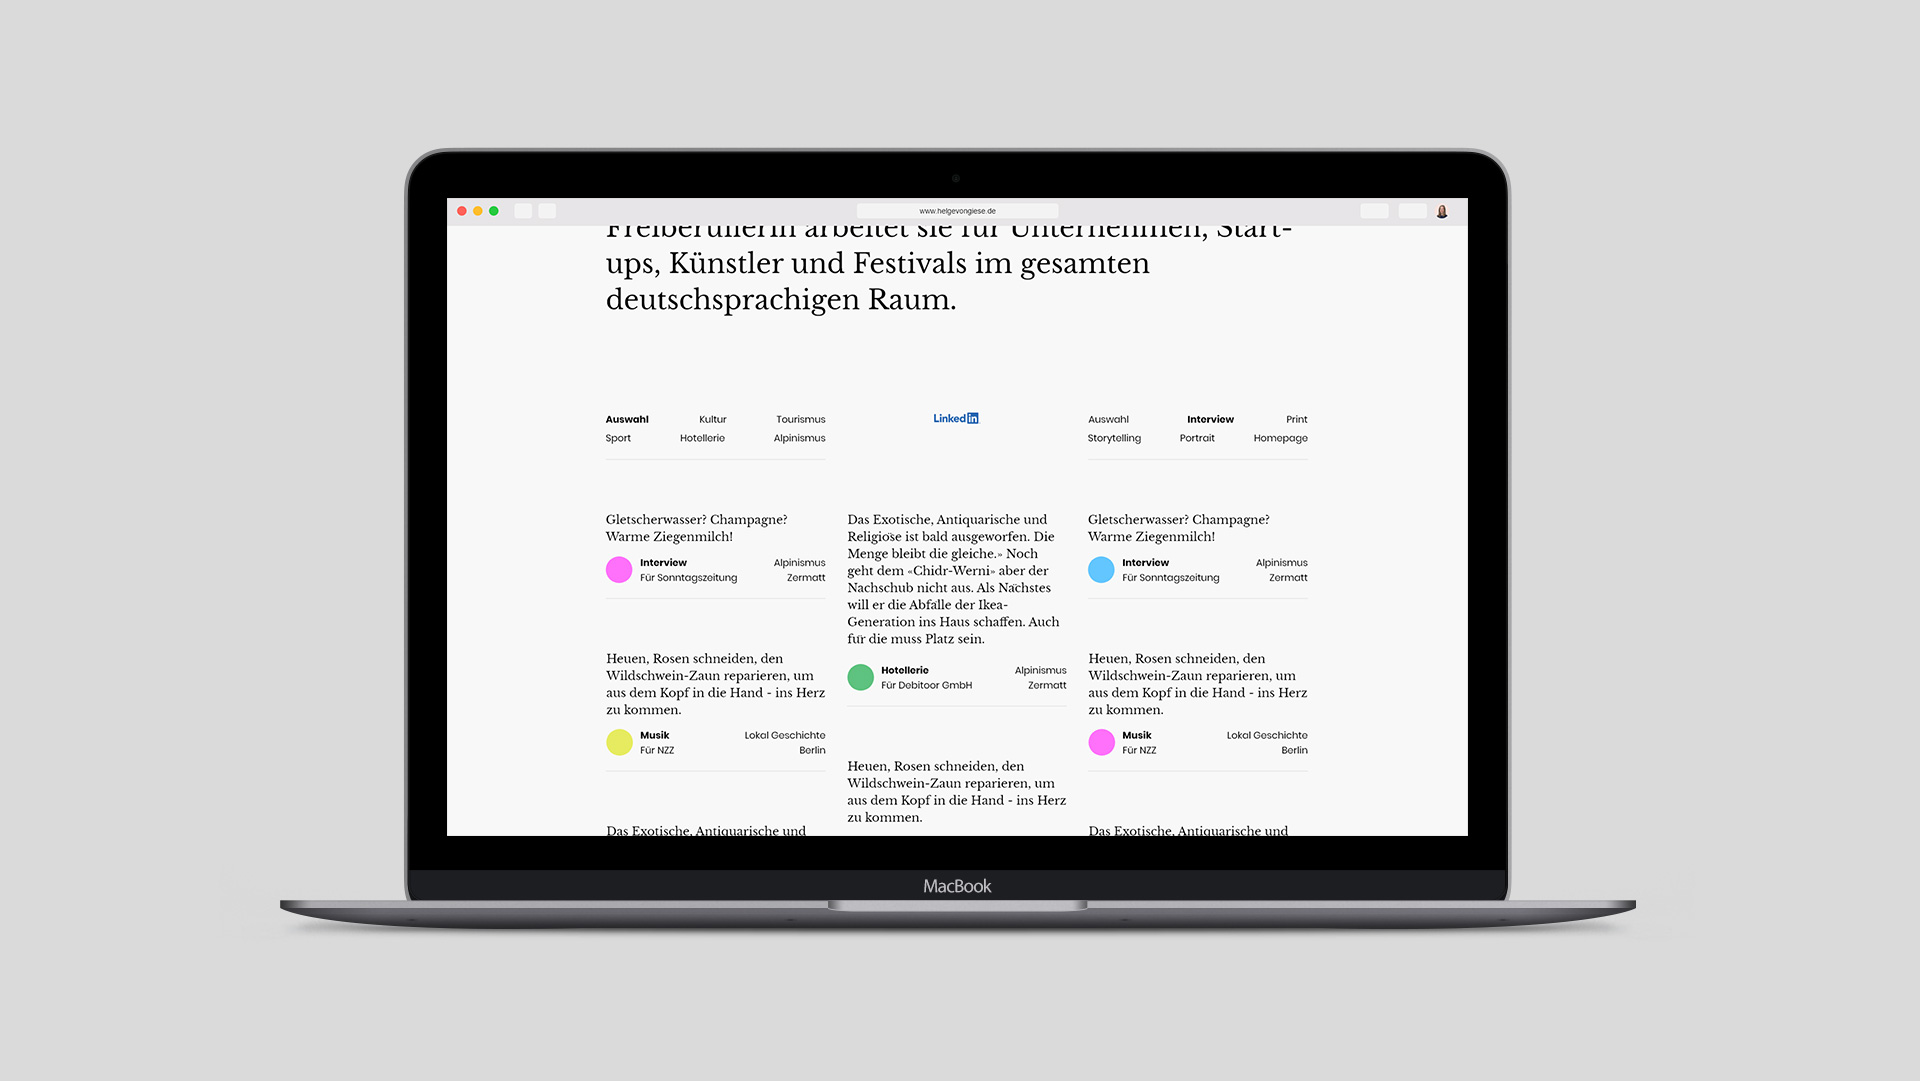 www.helgevongiese.de
Freiberuflerin arbeitet sie für Unternehmen, Start-
ups, Künstler und Festivals im gesamten
deutschsprachigen Raum.
Auswahl Kultur Tourismus
Sport Hotellerie Alpinismus
Linked in
Auswahl Interview Print
Storytelling Portrait Homepage
Gletscherwasser? Champagne?
Warme Ziegenmilch!
Interview Alpinismus
Für Sonntagszeitung Zermatt
Heuen, Rosen schneiden, den
Wildschwein-Zaun reparieren, um
aus dem Kopf in die Hand - ins Herz
zu kommen.
Musik Lokal Geschichte
Für NZZ Berlin
Das Exotische, Antiquarische und
Das Exotische, Antiquarische und
Religiöse ist bald ausgeworfen. Die
Menge bleibt die gleiche.» Noch
geht dem «Chidr-Werni» aber der
Nachschub nicht aus. Als Nächstes
will er die Abfälle der Ikea-
Generation ins Haus schaffen. Auch
für die muss Platz sein.
Hotellerie Alpinismus
Für Debitoor GmbH Zermatt
Heuen, Rosen schneiden, den
Wildschwein-Zaun reparieren, um
aus dem Kopf in die Hand - ins Herz
zu kommen.
Gletscherwasser? Champagne?
Warme Ziegenmilch!
Interview Alpinismus
Für Sonntagszeitung Zermatt
Heuen, Rosen schneiden, den
Wildschwein-Zaun reparieren, um
aus dem Kopf in die Hand - ins Herz
zu kommen.
Musik Lokal Geschichte
Für NZZ Berlin
Das Exotische, Antiquarische und
MacBook